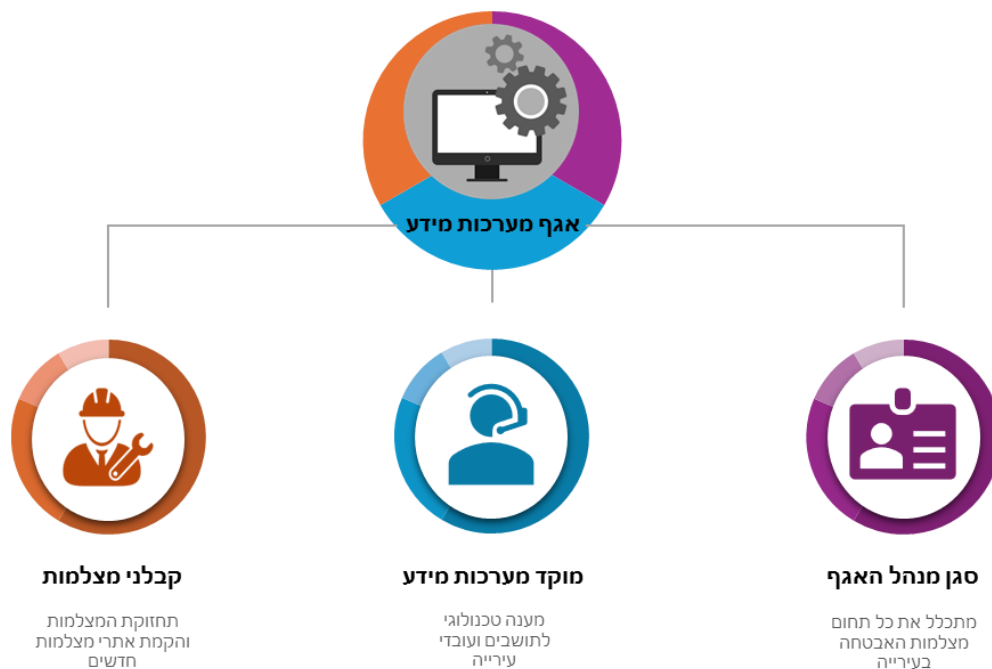 אגף מערכות מידע
סגן מנהל האגף
מתכלל את כל תחום
מצלמות האבטחה
בעירייה
מוקד מערכות מידע
מענה טכנולוגי
לתושבים ועובדי
עירייה
קבלני מצלמות
תחזוקת המצלמות
והקמת אתרי מצלמות
חדשים